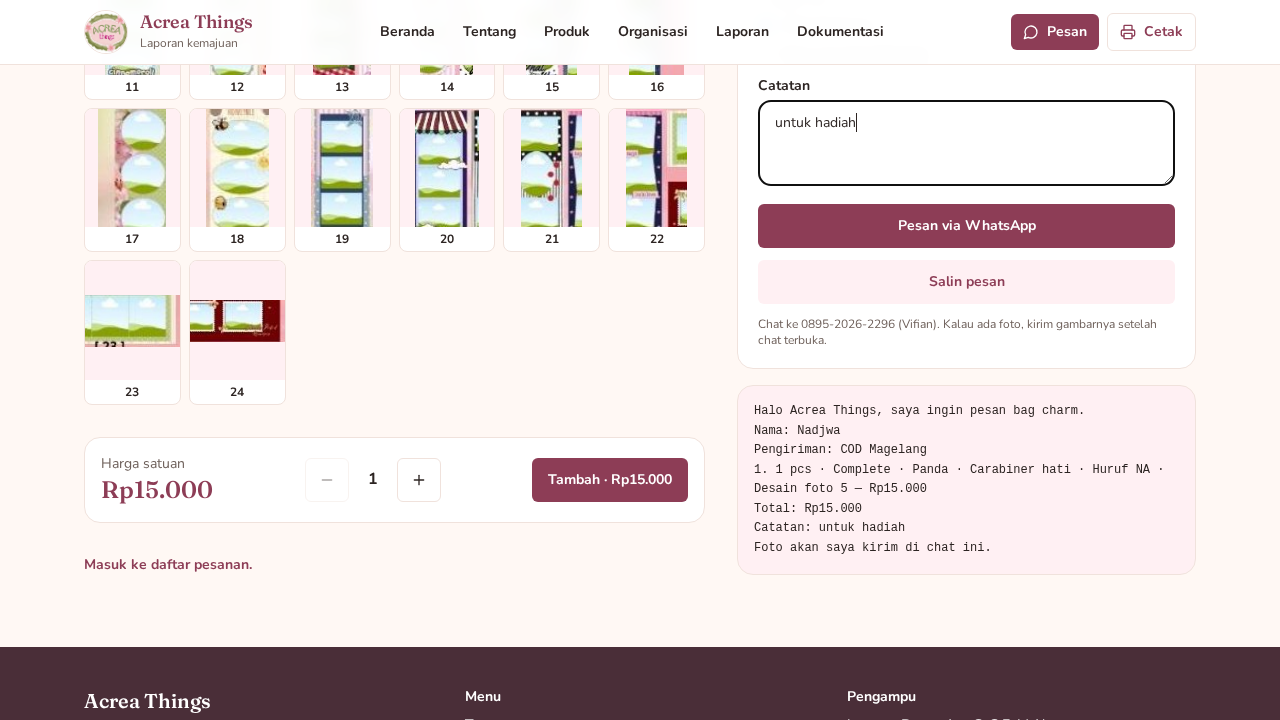 Acrea Things
Laporan kemajuan
Beranda Tentang Produk Organisasi Laporan Dokumentasi
Pesan Cetak
11 12 13 14 15 16
17 18 19 20 21 22
23 24
Harga satuan
Rp15.000
1
Tambah · Rp15.000
Masuk ke daftar pesanan.
Catatan
untuk hadiah
Pesan via WhatsApp
Salin pesan
Chat ke 0895-2026-2296 (Vifian). Kalau ada foto, kirim gambarnya setelah
chat terbuka.
Halo Acrea Things, saya ingin pesan bag charm.
Nama: Nadjwa
Pengiriman: COD Magelang
1. 1 pcs · Complete · Panda · Carabiner hati · Huruf NA ·
Desain foto 5 — Rp15.000
Total: Rp15.000
Catatan: untuk hadiah
Foto akan saya kirim di chat ini.
Acrea Things
Menu
Pengampu